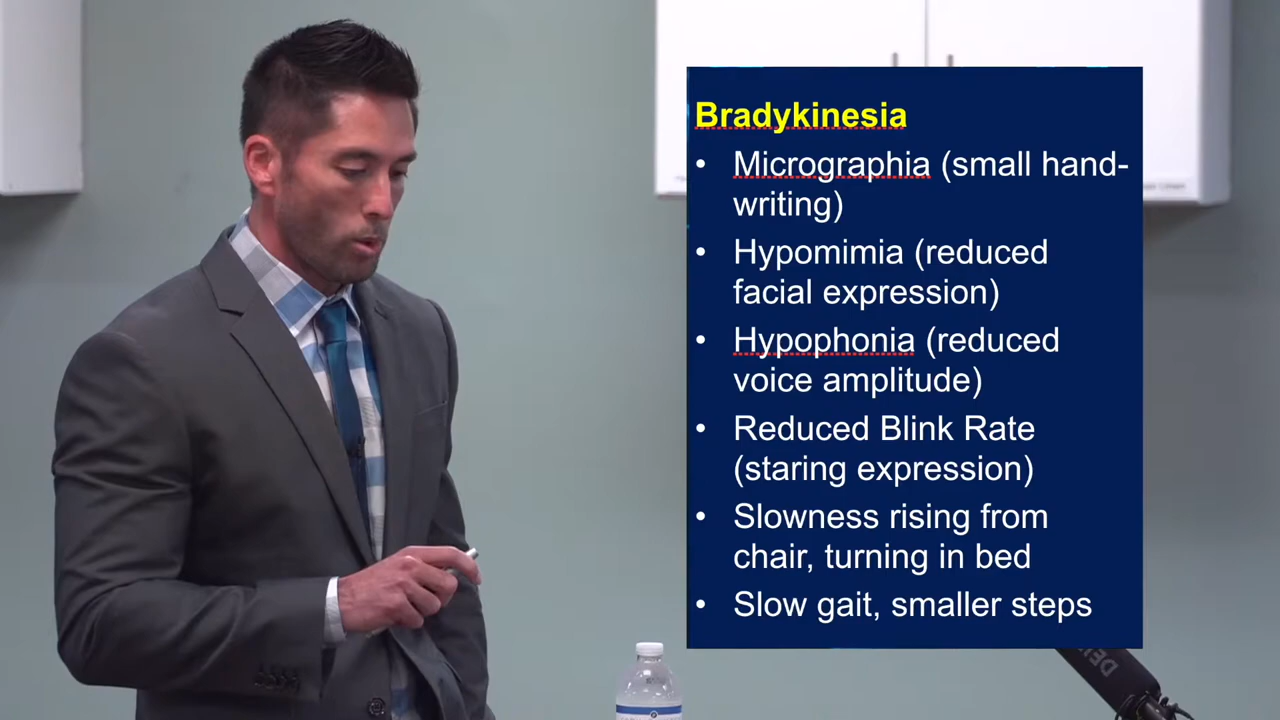 Bradykinesia
• Micrographia (small hand-
writing)
• Hypomimia (reduced
facial expression)
• Hypophonia (reduced
voice amplitude)
• Reduced Blink Rate
(staring expression)
• Slowness rising from
chair, turning in bed
• Slow gait, smaller steps